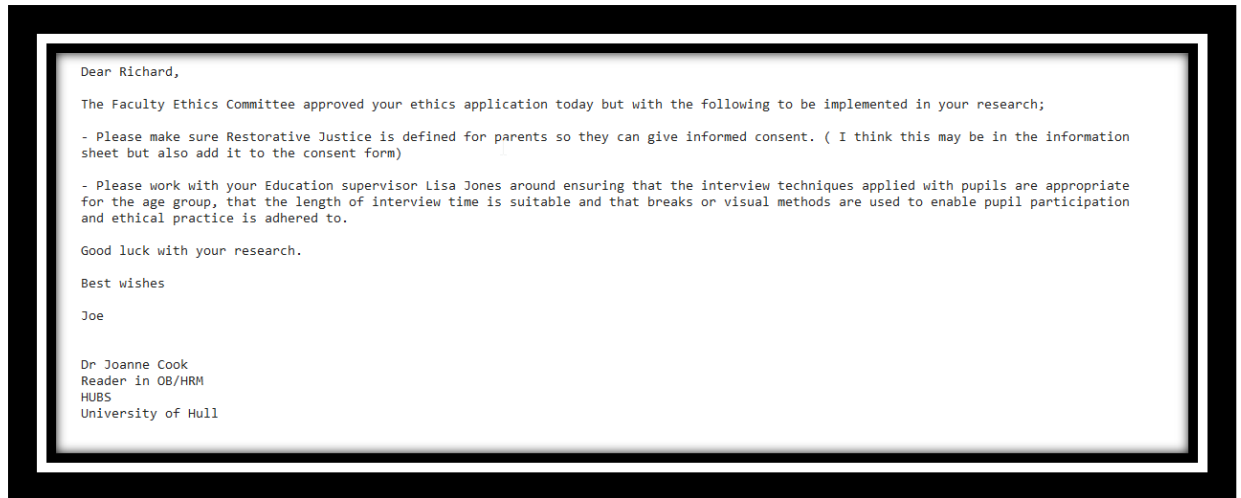 Dear Richard,
The Faculty Ethics Committee approved your ethics application today but with the following to be implemented in your research;
- Please make sure Restorative Justice is defined for parents so they can give informed consent. ( I think this may be in the information
sheet but also add it to the consent form)
- Please work with your Education supervisor Lisa Jones around ensuring that the interview techniques applied with pupils are appropriate
for the age group, that the length of interview time is suitable and that breaks or visual methods are used to enable pupil participation
and ethical practice is adhered to.
Good luck with your research.
Best wishes
Joe
Dr Joanne Cook
Reader in OB/HRM
HUBS
University of Hull